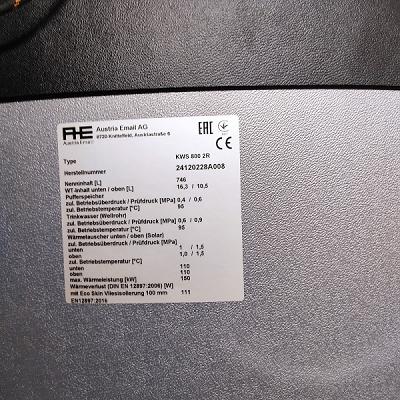 AHE
Austria Email AG
8720 Knittelfeld, Austriastraße 6
Austria Email
EAC
CE
Type KWS 800 2R
Herstellnummer 24120228A008
Nenninhalt [L] 746
WT-Inhalt unten / oben [L] 16,3 / 10,5
Pufferspeicher
zul. Betriebsüberdruck / Prüfdruck [MPa] 0,4 / 0,6
zul. Betriebstemperatur [°C] 95
Trinkwasser (Wellrohr)
zul. Betriebsüberdruck / Prüfdruck [MPa] 0,6 / 0,9
zul. Betriebstemperatur [°C] 95
Wärmetauscher unten / oben (Solar)
zul. Betriebsüberdruck / Prüfdruck [MPa]
unten 1 / 1,5
oben 1,0 / 1,5
zul. Betriebstemperatur [°C]
unten 110
oben 110
max. Wärmeleistung [kW] 150
Wärmeverlust (DIN EN 12897:2006) [W]
mit Eco Skin Vliesisolierung 100 mm 111
EN12897:2016